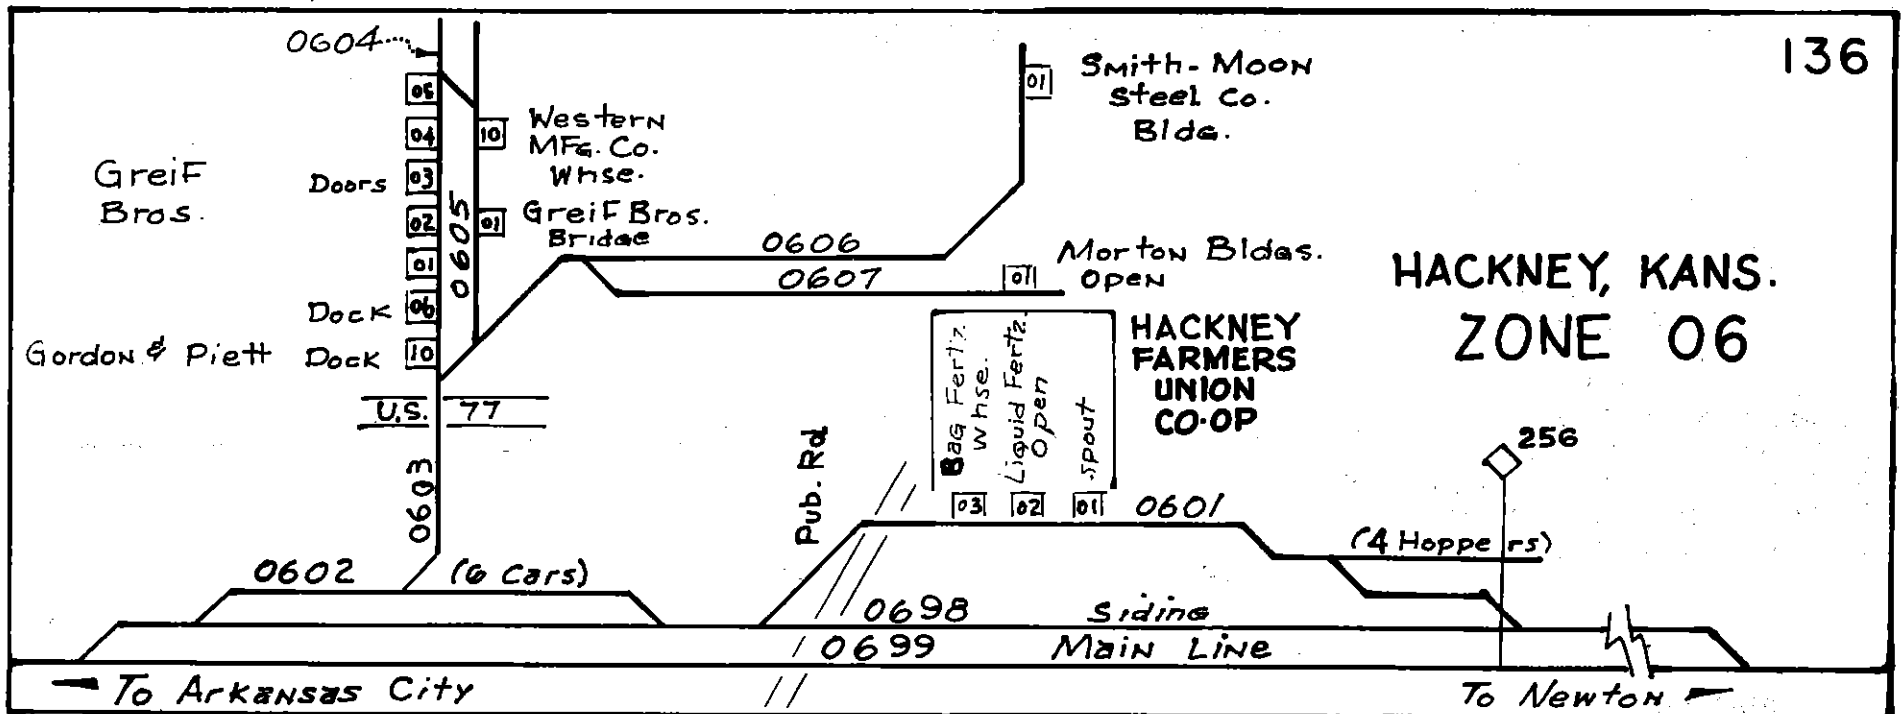 136
0604
05
04
03
02
01
06
10
Greif
Bros.
Doors
Dock
Gordon & Piett Dock
0605
10
Western
Mfg. Co.
Whse.
01
Greif Bros.
Bridge
01
Smith-Moon
Steel Co.
Bldg.
0606
0607
01
Morton Bldgs.
Open
HACKNEY, KANS.
ZONE 06
HACKNEY
FARMERS
UNION
CO-OP
Bag Fertz.
Whse.
Liquid Fertz.
Open
Spout
03 02 01 0601
U.S. 77
0603
Pub. Rd
256
(4 Hoppers)
0602 (6 Cars)
0698 Siding
0699 Main Line
To Arkansas City
To Newton